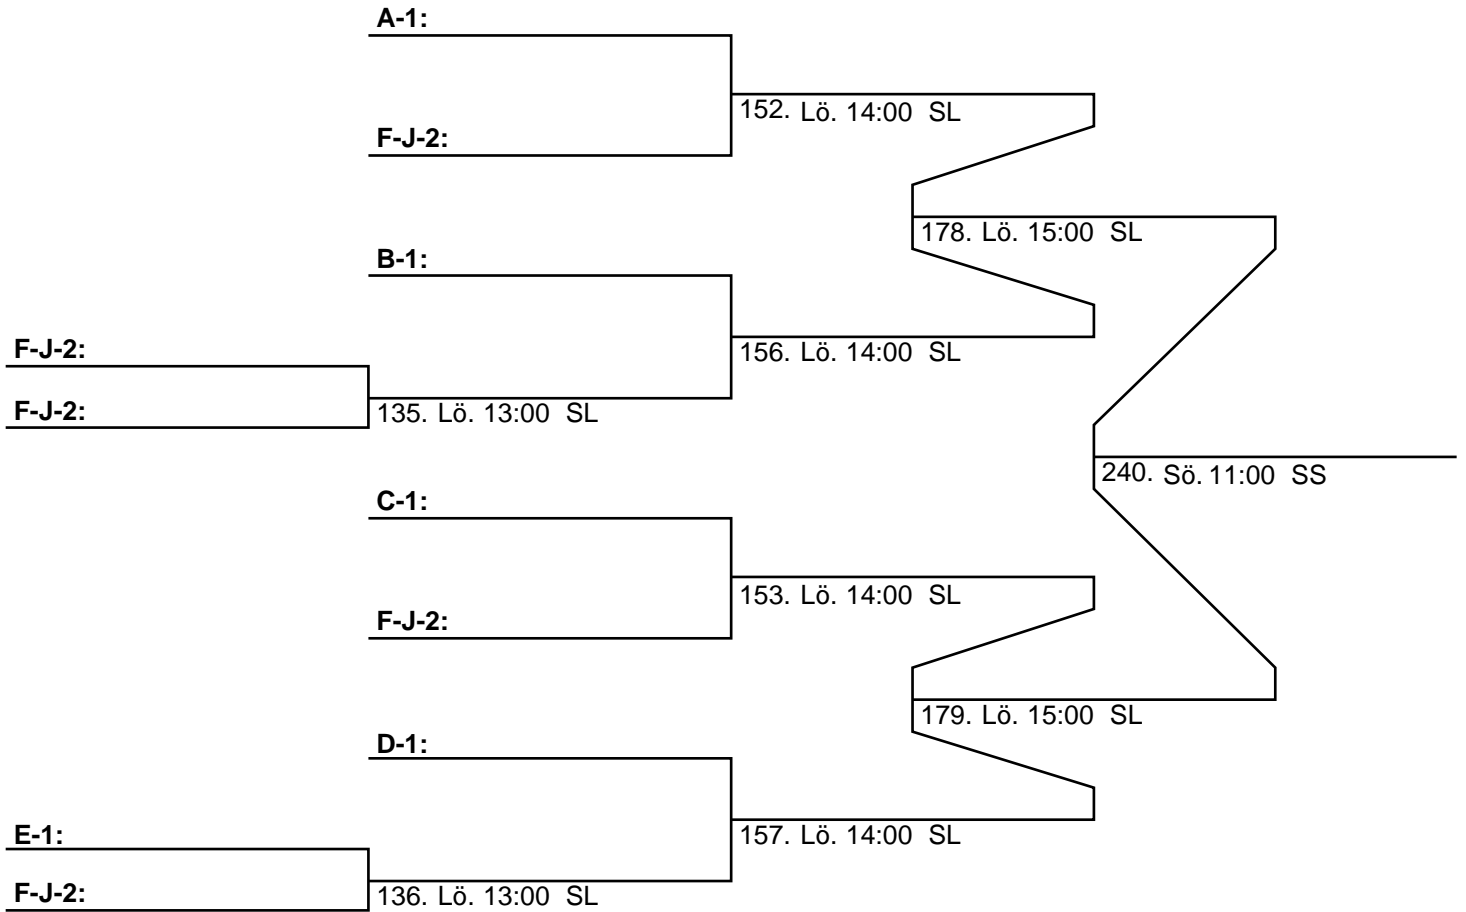 A-1:
152. Lö. 14:00 SL
F-J-2:
178. Lö. 15:00 SL
B-1:
F-J-2:
156. Lö. 14:00 SL
F-J-2:
135. Lö. 13:00 SL
240. Sö. 11:00 SS
C-1:
153. Lö. 14:00 SL
F-J-2:
179. Lö. 15:00 SL
D-1:
E-1:
157. Lö. 14:00 SL
F-J-2:
136. Lö. 13:00 SL